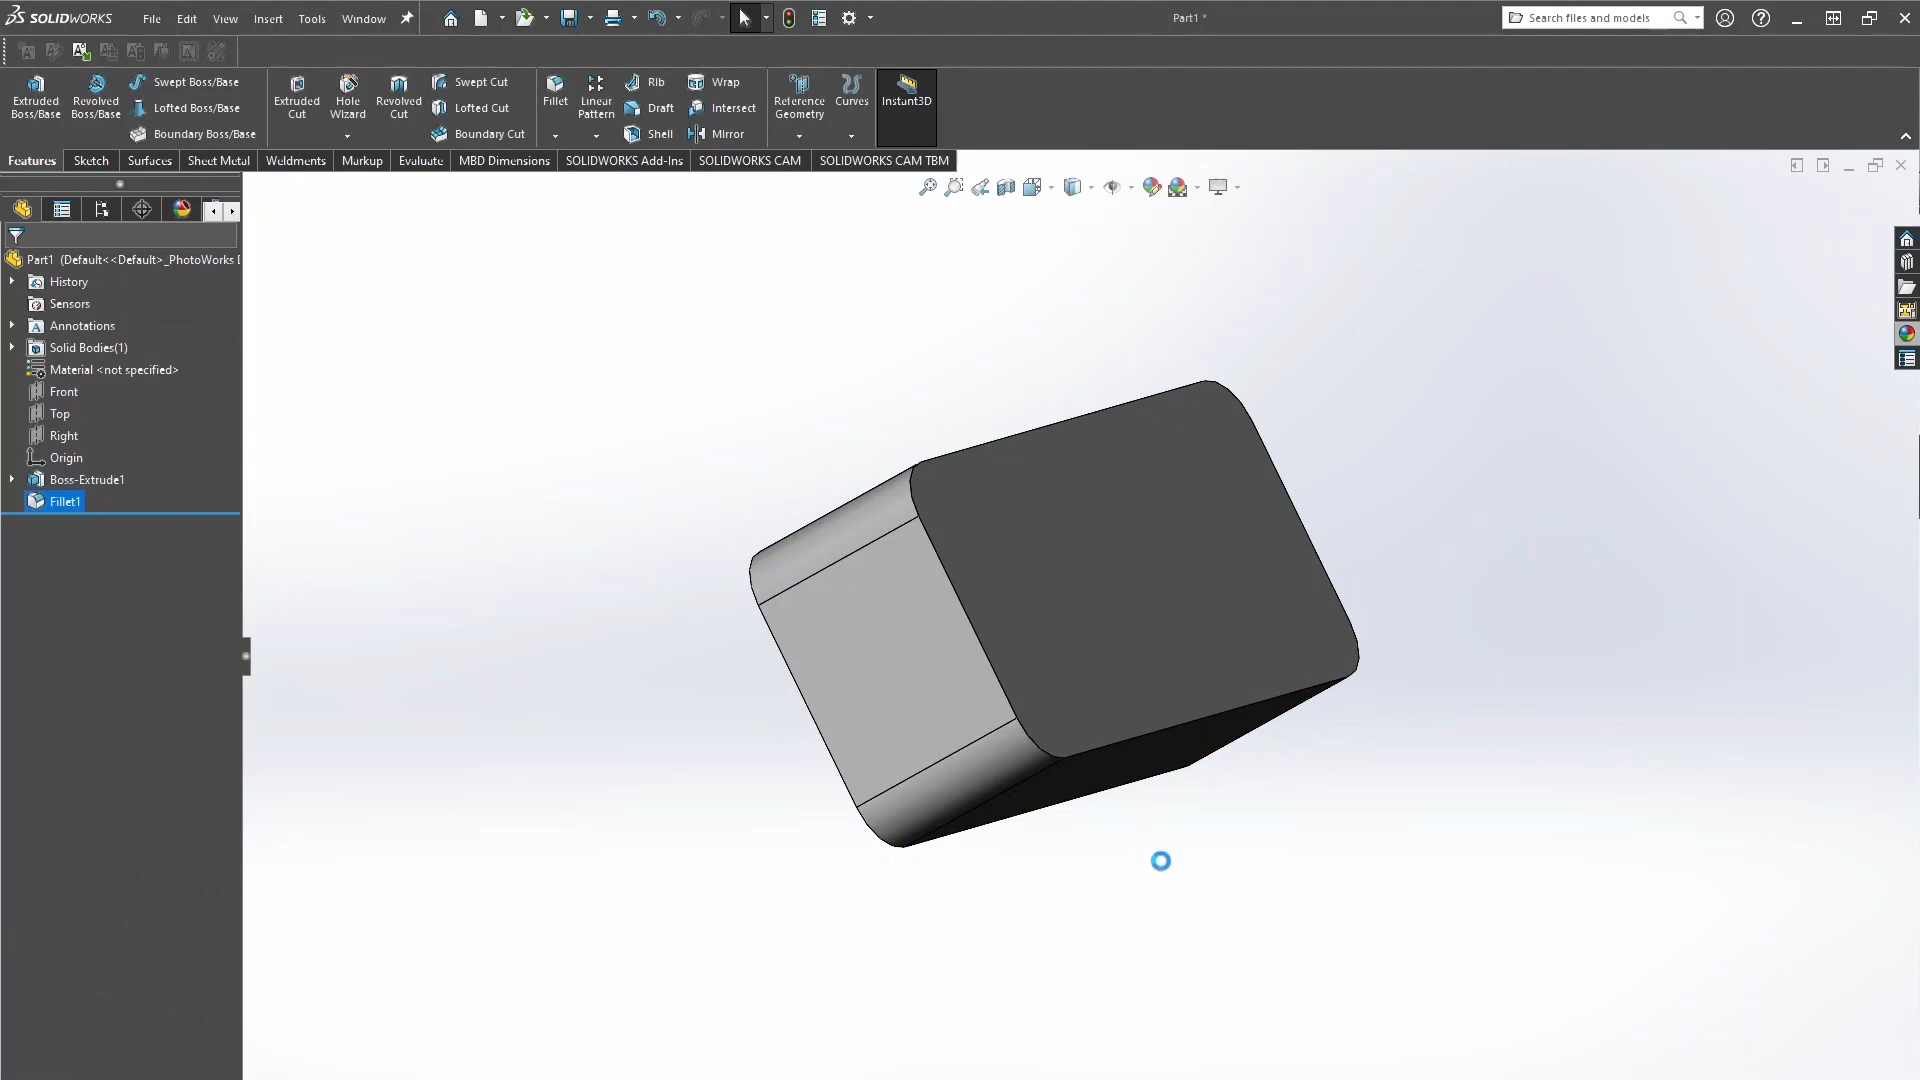 SOLIDWORKS File Edit View Insert Tools Window Part1 * Search files and models
Extruded Boss/Base
Revolved Boss/Base
Swept Boss/Base
Lofted Boss/Base
Boundary Boss/Base
Extruded Cut
Hole Wizard
Revolved Cut
Swept Cut
Lofted Cut
Boundary Cut
Fillet
Linear Pattern
Rib
Draft
Shell
Wrap
Intersect
Mirror
Reference Geometry
Curves
Instant3D
Features Sketch Surfaces Sheet Metal Weldments Markup Evaluate MBD Dimensions SOLIDWORKS Add-Ins SOLIDWORKS CAM SOLIDWORKS CAM TBM
Part1 (Default<<Default>_PhotoWorks
History
Sensors
Annotations
Solid Bodies(1)
Material <not specified>
Front
Top
Right
Origin
Boss-Extrude1
Fillet1